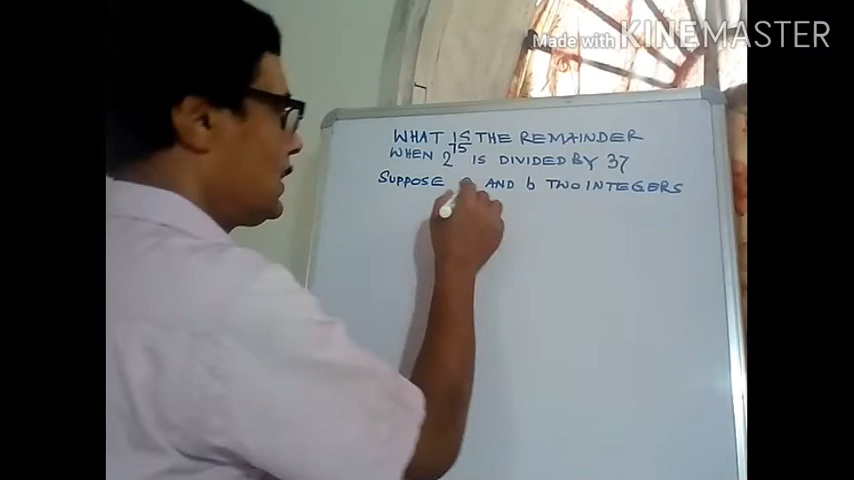 Made with KINEMASTER
WHAT IS THE REMAINDER
WHEN 2^75 IS DIVIDED BY 37
SUPPOSE AND b TWO INTEGERS